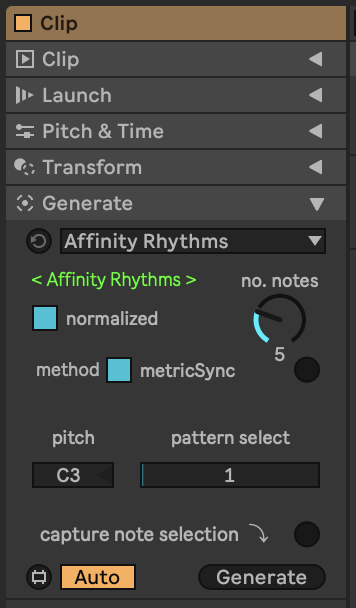 Clip
Clip
Launch
Pitch & Time
Transform
Generate
Affinity Rhythms
< Affinity Rhythms >
no. notes
normalized
5
method metricSync
pitch pattern select
C3 1
capture note selection
Auto Generate